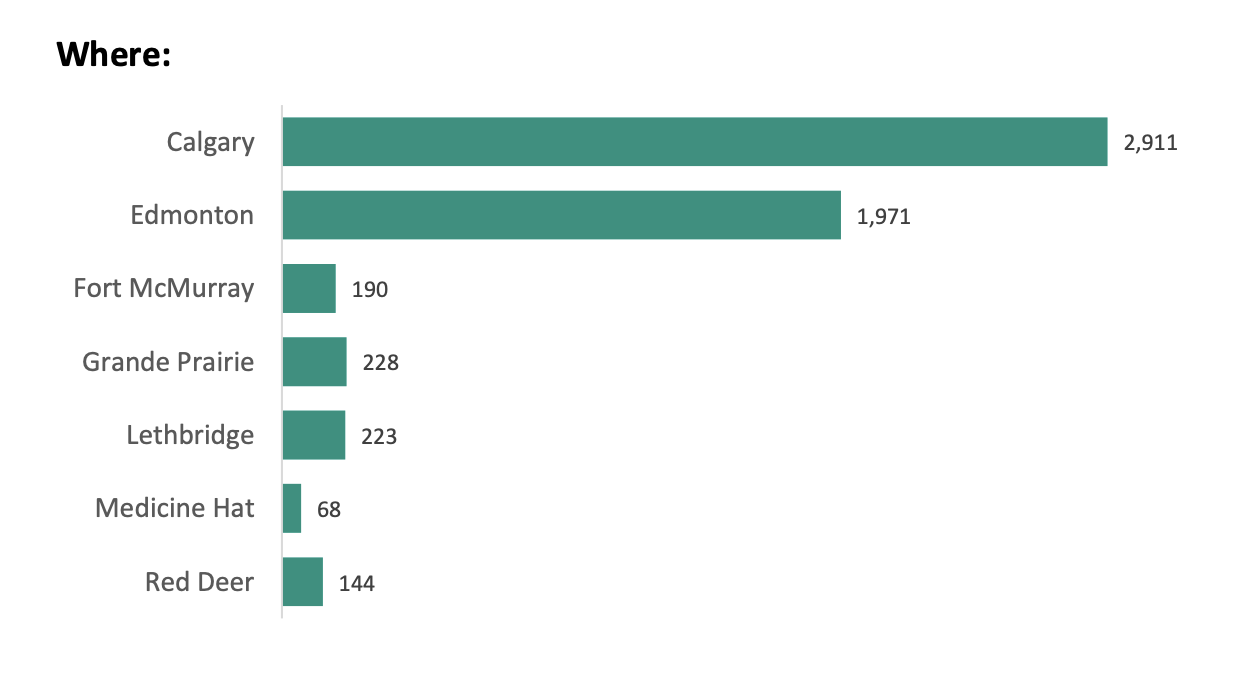 Where:
Calgary 2,911
Edmonton 1,971
Fort McMurray 190
Grande Prairie 228
Lethbridge 223
Medicine Hat 68
Red Deer 144